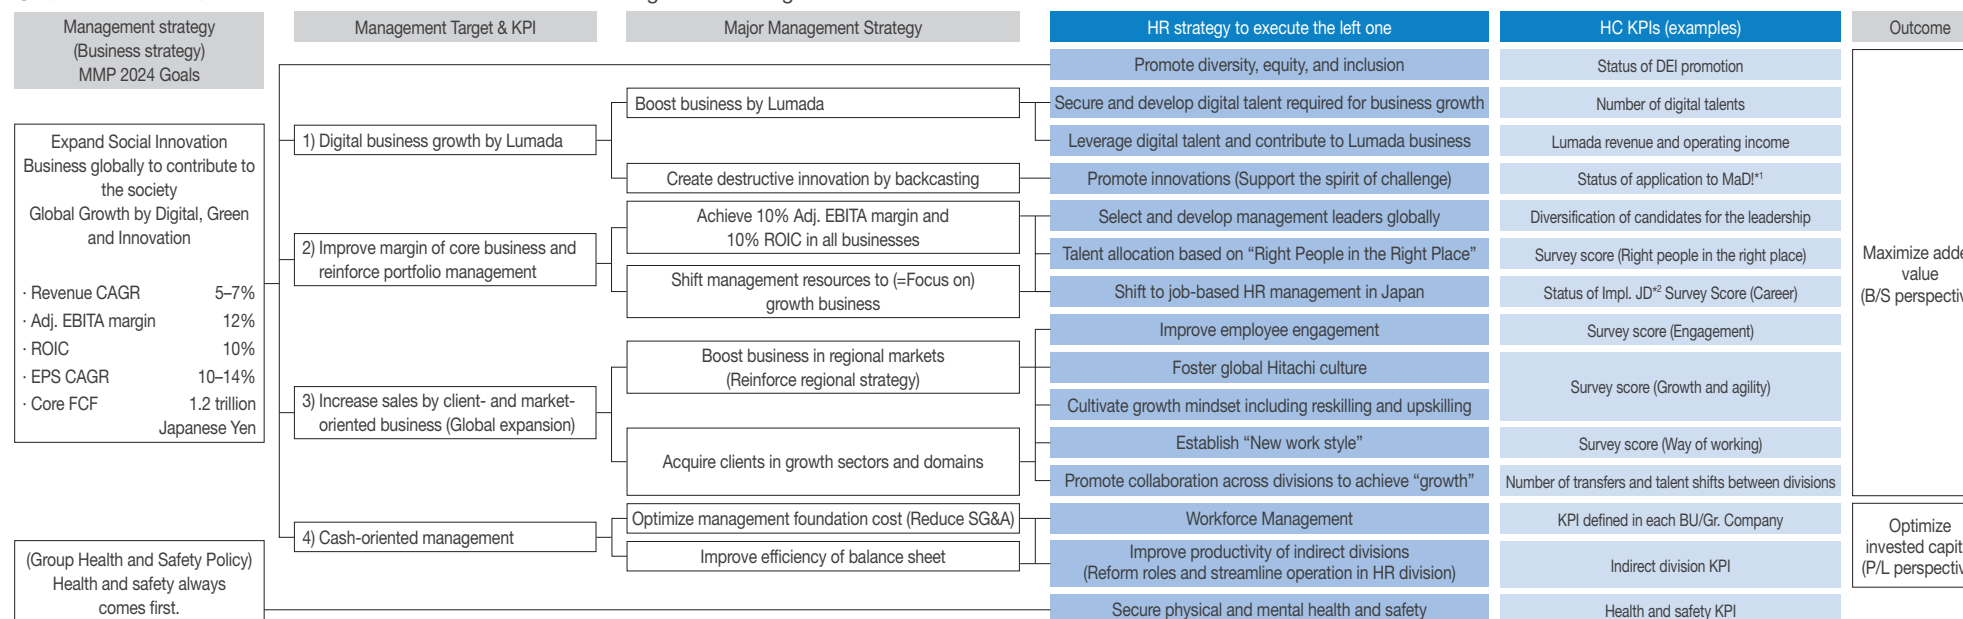 Management strategy
(Business strategy)
MMP 2024 Goals
Management Target & KPI
Major Management Strategy
HR strategy to execute the left one
HC KPIs (examples)
Outcome
Expand Social Innovation
Business globally to contribute to
the society
Global Growth by Digital, Green
and Innovation
· Revenue CAGR 5–7%
· Adj. EBITA margin 12%
· ROIC 10%
· EPS CAGR 10–14%
· Core FCF 1.2 trillion
Japanese Yen
(Group Health and Safety Policy)
Health and safety always
comes first.
1) Digital business growth by Lumada
2) Improve margin of core business and
reinforce portfolio management
3) Increase sales by client- and market-
oriented business (Global expansion)
4) Cash-oriented management
Boost business by Lumada
Create destructive innovation by backcasting
Achieve 10% Adj. EBITA margin and
10% ROIC in all businesses
Shift management resources to (=Focus on)
growth business
Boost business in regional markets
(Reinforce regional strategy)
Acquire clients in growth sectors and domains
Optimize management foundation cost (Reduce SG&A)
Improve efficiency of balance sheet
Promote diversity, equity, and inclusion
Secure and develop digital talent required for business growth
Leverage digital talent and contribute to Lumada business
Promote innovations (Support the spirit of challenge)
Select and develop management leaders globally
Talent allocation based on “Right People in the Right Place”
Shift to job-based HR management in Japan
Improve employee engagement
Foster global Hitachi culture
Cultivate growth mindset including reskilling and upskilling
Establish “New work style”
Promote collaboration across divisions to achieve “growth”
Workforce Management
Improve productivity of indirect divisions
(Reform roles and streamline operation in HR division)
Secure physical and mental health and safety
Status of DEI promotion
Number of digital talents
Lumada revenue and operating income
Status of application to MaD!*1
Diversification of candidates for the leadership
Survey score (Right people in the right place)
Status of Impl. JD*2 Survey Score (Career)
Survey score (Engagement)
Survey score (Growth and agility)
Survey score (Way of working)
Number of transfers and talent shifts between divisions
KPI defined in each BU/Gr. Company
Indirect division KPI
Health and safety KPI
Maximize adde
value
(B/S perspectiv
Optimize
invested capit
(P/L perspectiv